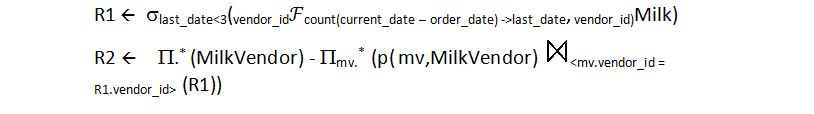 R1 ← σlast_date<3(vendor_idℱcount(current_date – order_date) ->last_date, vendor_id)Milk)
R2 ← Π.*(MilkVendor) - Πmv.* (p( mv,MilkVendor) ⋈<mv.vendor_id =
R1.vendor_id> (R1))